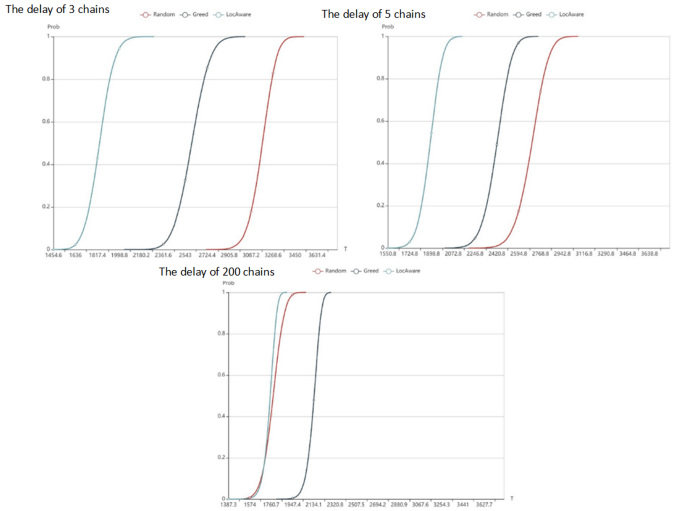 The delay of 3 chains
Random Greed LocAware
Prob
1
0.8
0.6
0.4
0.2
0
1454.6 1636 1817.4 1998.8 2180.2 2361.6 2543 2724.4 2905.8 3087.2 3268.6 3450 3631.4
T
The delay of 5 chains
Random Greed LocAware
Prob
1
0.8
0.6
0.4
0.2
0
1550.8 1724.8 1898.8 2072.8 2246.8 2420.8 2594.8 2768.8 2942.8 3116.8 3290.8 3464.8 3638.8
The delay of 200 chains
Random Greed LocAware
Prob
1
0.8
0.6
0.4
0.2
0
1387.3 1574 1760.7 1947.4 2134.1 2320.8 2507.5 2694.2 2880.9 3067.6 3254.3 3441 3627.7
T